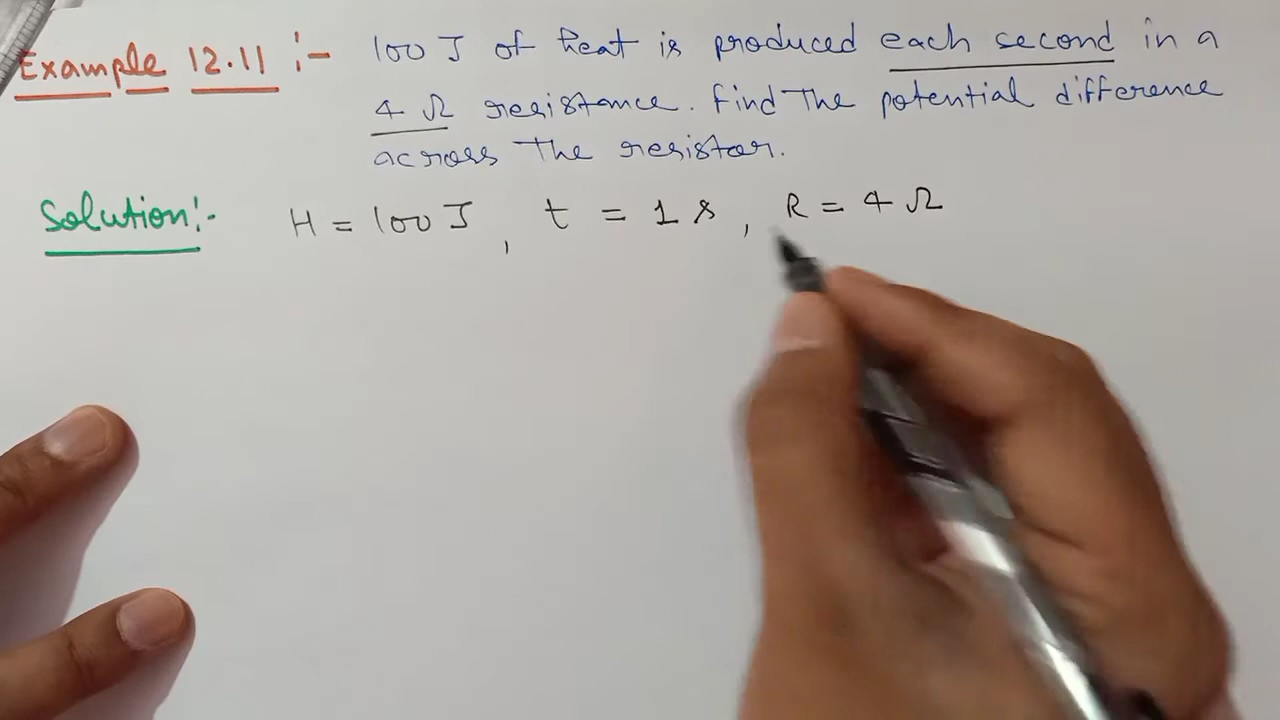 Example 12.11 :- 100 J of heat is produced each second in a
4 Ω resistance. Find The potential difference
across The resistor.
Solution:- H = 100 J, t = 1 s, R = 4 Ω